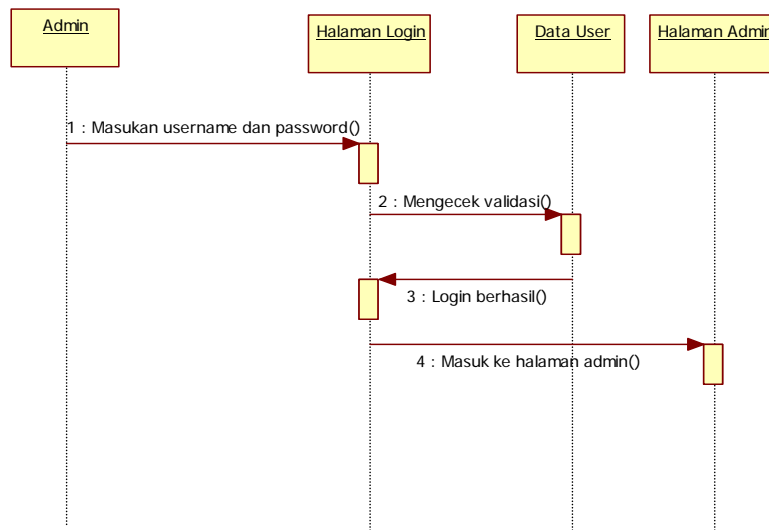 Admin
Halaman Login
Data User
Halaman Admin
1 : Masukan username dan password()
2 : Mengecek validasi()
3 : Login berhasil()
4 : Masuk ke halaman admin()